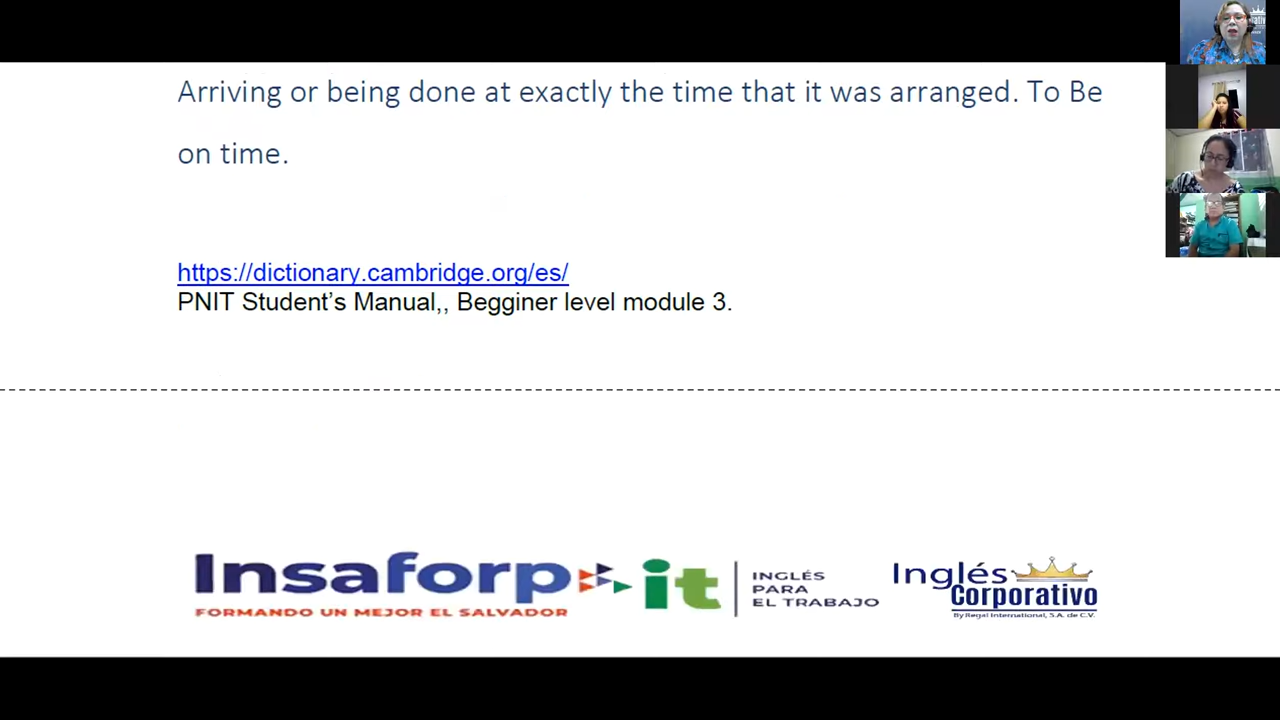 Arriving or being done at exactly the time that it was arranged. To Be
on time.
https://dictionary.cambridge.org/es/
PNIT Student’s Manual,, Begginer level module 3.
Insaforp
FORMANDO UN MEJOR EL SALVADOR
it
INGLÉS
PARA
EL TRABAJO
Inglés
Corporativo
By Regal International, S.A. de C.V.